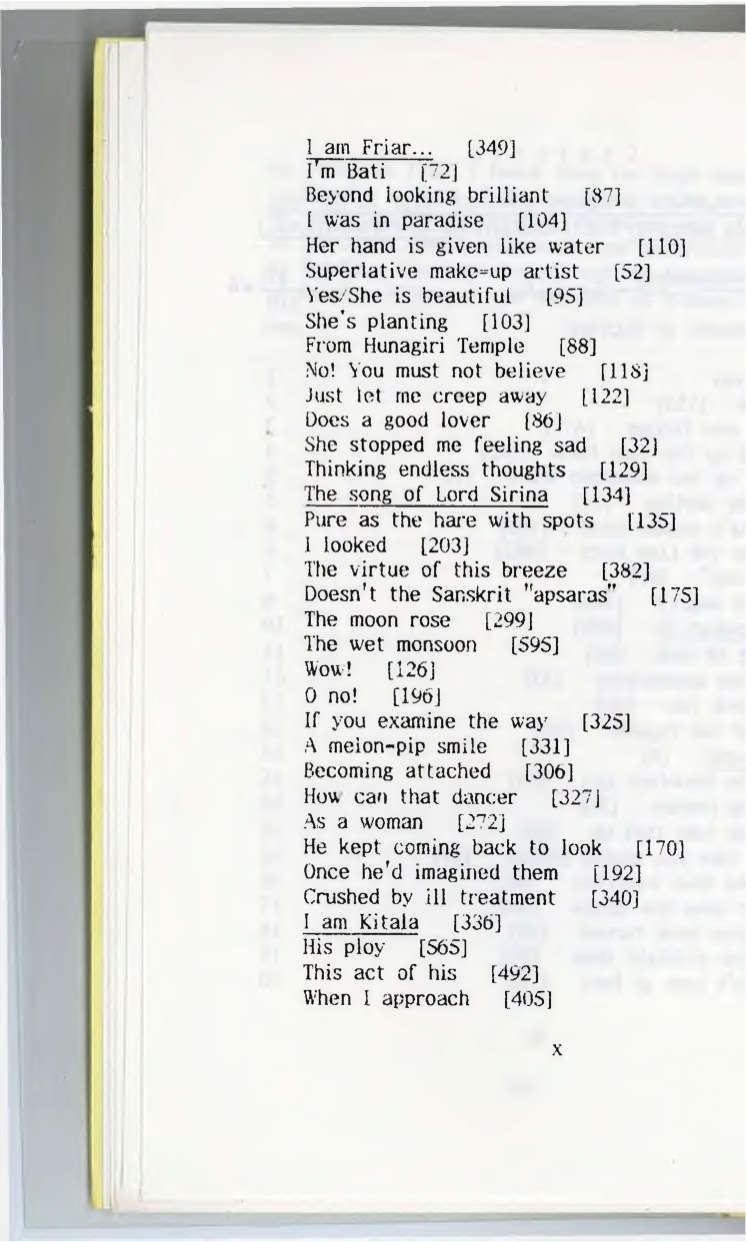 I am Friar... [349]
I'm Bati [72]
Beyond looking brilliant [87]
I was in paradise [104]
Her hand is given like water [110]
Superlative make=up artist [52]
Yes/She is beautiful [95]
She's planting [103]
From Hunagiri Temple [88]
No! You must not believe [118]
Just let me creep away [122]
Does a good lover [86]
She stopped me feeling sad [32]
Thinking endless thoughts [129]
The song of Lord Sirina [134]
Pure as the hare with spots [135]
I looked [203]
The virtue of this breeze [382]
Doesn't the Sanskrit "apsaras" [175]
The moon rose [299]
The wet monsoon [595]
Wow! [126]
O no! [196]
If you examine the way [325]
A melon-pip smile [331]
Becoming attached [306]
How can that dancer [327]
As a woman [272]
He kept coming back to look [170]
Once he'd imagined them [192]
Crushed by ill treatment [340]
I am Kitala [336]
His ploy [565]
This act of his [492]
When I approach [405]
x